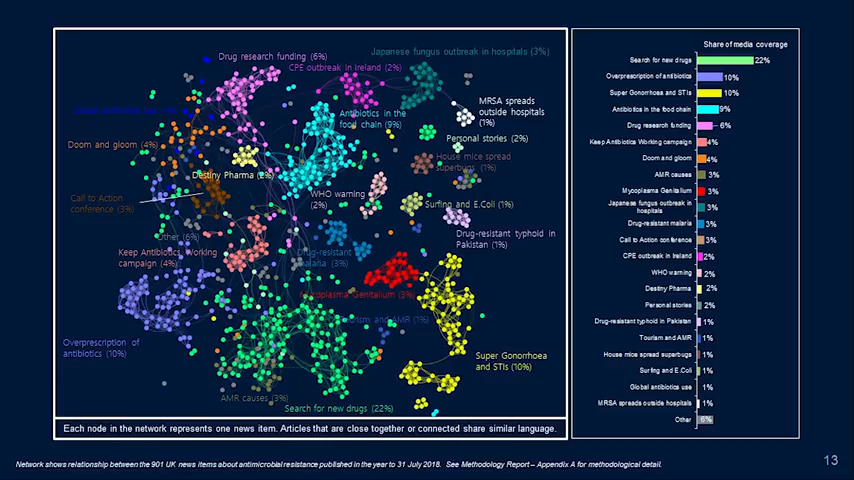 Drug research funding (6%)
Japanese fungus outbreak in hospitals (3%)
CPE outbreak in Ireland (2%)
MRSA spreads
outside hospitals
(1%)
Antibiotics in the
food chain (9%)
Doom and gloom (4%)
Personal stories (2%)
House mice spread
superbugs (1%)
Destiny Pharma (2%)
WHO warning
(2%)
Call to Action
conference (3%)
Surfing and E.Coli (1%)
Other (6%)
Drug-resistant typhoid in
Pakistan (1%)
Keep Antibiotics Working
campaign (4%)
Drug-resistant
malaria (3%)
Mycoplasma Genitalium (3%)
Tourism and AMR (1%)
Overprescription of
antibiotics (10%)
Super Gonorrhoea
and STIs (10%)
AMR causes (3%)
Search for new drugs (22%)
Each node in the network represents one news item. Articles that are close together or connected share similar language.
Share of media coverage
Search for new drugs 22%
Overprescription of antibiotics 10%
Super Gonorrhoea and STIs 10%
Antibiotics in the food chain 9%
Drug research funding 6%
Keep Antibiotics Working campaign 4%
Doom and gloom 4%
AMR causes 3%
Mycoplasma Genitalium 3%
Japanese fungus outbreak in
hospitals 3%
Drug-resistant malaria 3%
Call to Action conference 3%
CPE outbreak in Ireland 2%
WHO warning 2%
Destiny Pharma 2%
Personal stories 2%
Drug-resistant typhoid in Pakistan 1%
Tourism and AMR 1%
House mice spread superbugs 1%
Surfing and E.Coli 1%
Global antibiotics use 1%
MRSA spreads outside hospitals 1%
Other 6%
Network shows relationship between the 901 UK news items about antimicrobial resistance published in the year to 31 July 2018. See Methodology Report – Appendix A for methodological detail.
13